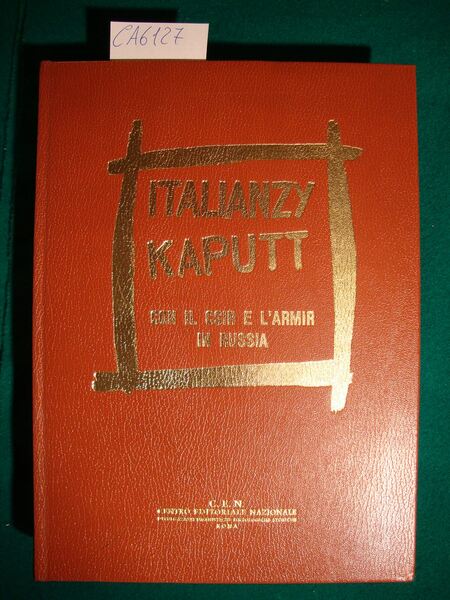 CA6127
ITALIANZY
KAPUTT
CON IL CSIR E L'ARMIR
IN RUSSIA
C.E.N.
CENTRO EDITORIALE NAZIONALE
ROMA